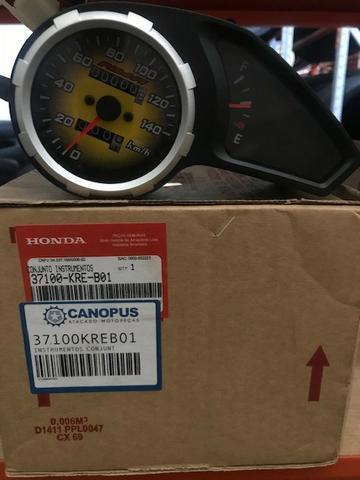 80
100
60
120
40
140
20
0
00000
km/h
F
E
HONDA
CONJUNTO INSTRUMENTOS
QTY 1
37100-KRE-B01
CANOPUS
ATACADO MOTOPEÇAS
37100KREB01
INSTRUMENTOS CONJUNT
0,006M³
D1411 PPL0047
CX 69